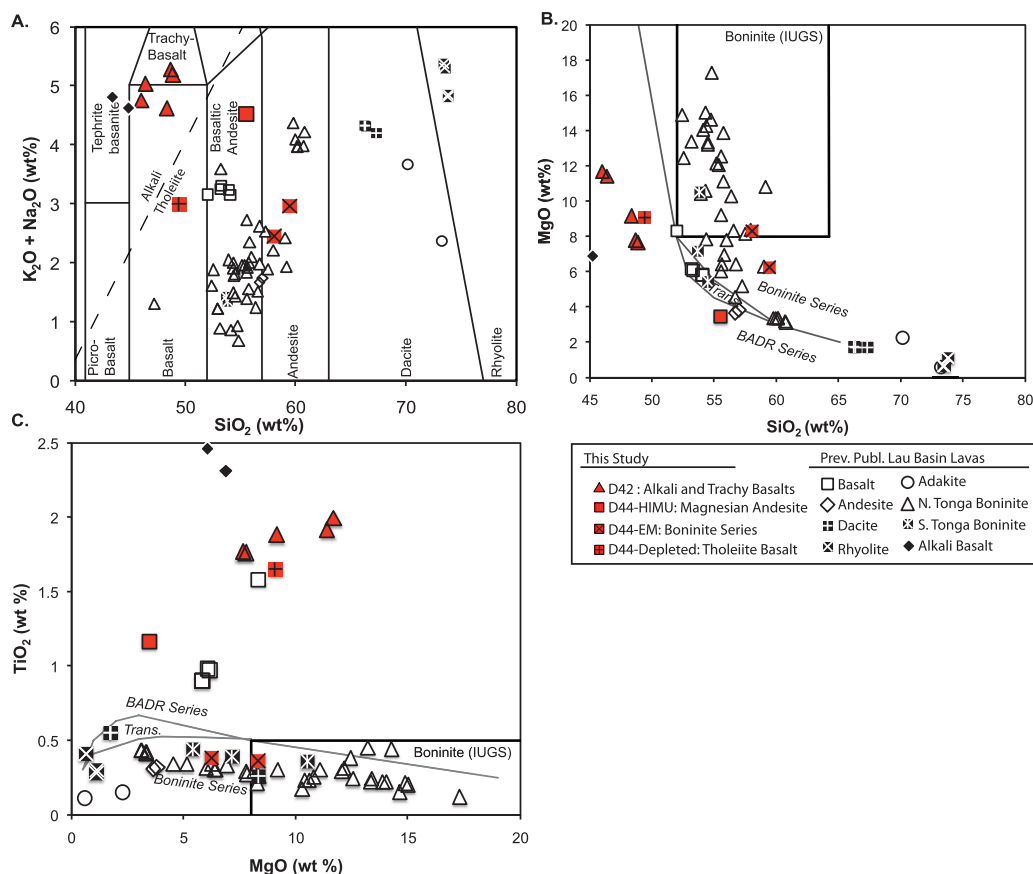 A.
6
5
4
3
2
1
0
K2O + Na2O (wt%)
Trachy-
Basalt
Tephrite
basanite
Alkali
Tholeiite
Basaltic
Andesite
Picro-
Basalt
Basalt
Andesite
Dacite
Rhyolite
40
50
60
70
80
SiO2 (wt%)
B.
20
18
16
14
12
10
8
6
4
2
0
MgO (wt%)
Boninite (IUGS)
Boninite Series
Trans.
BADR Series
45
50
55
60
65
70
75
80
SiO2 (wt%)
C.
2.5
2
1.5
1
0.5
0
TiO2 (wt %)
BADR Series
Trans.
Boninite Series
Boninite (IUGS)
0
5
10
15
20
MgO (wt %)
This Study
D42 : Alkali and Trachy Basalts
D44-HIMU: Magnesian Andesite
D44-EM: Boninite Series
D44-Depleted: Tholeiite Basalt
Prev. Publ. Lau Basin Lavas
Basalt
Andesite
Dacite
Rhyolite
Adakite
N. Tonga Boninite
S. Tonga Boninite
Alkali Basalt